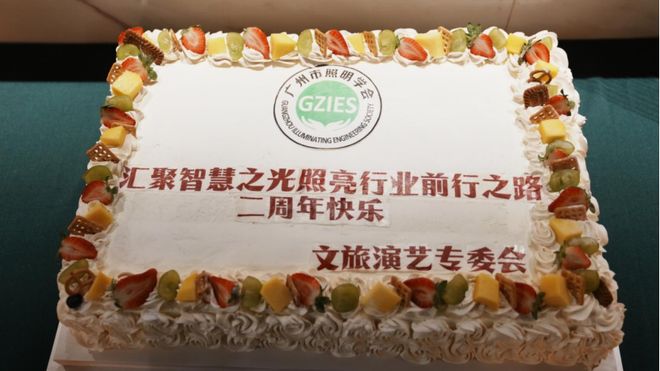 广州市照明学会
GZIES
GUANGZHOU ILLUMINATING ENGINEERING SOCIETY
汇聚智慧之光照亮行业前行之路
二周年快乐
文旅演艺专委会